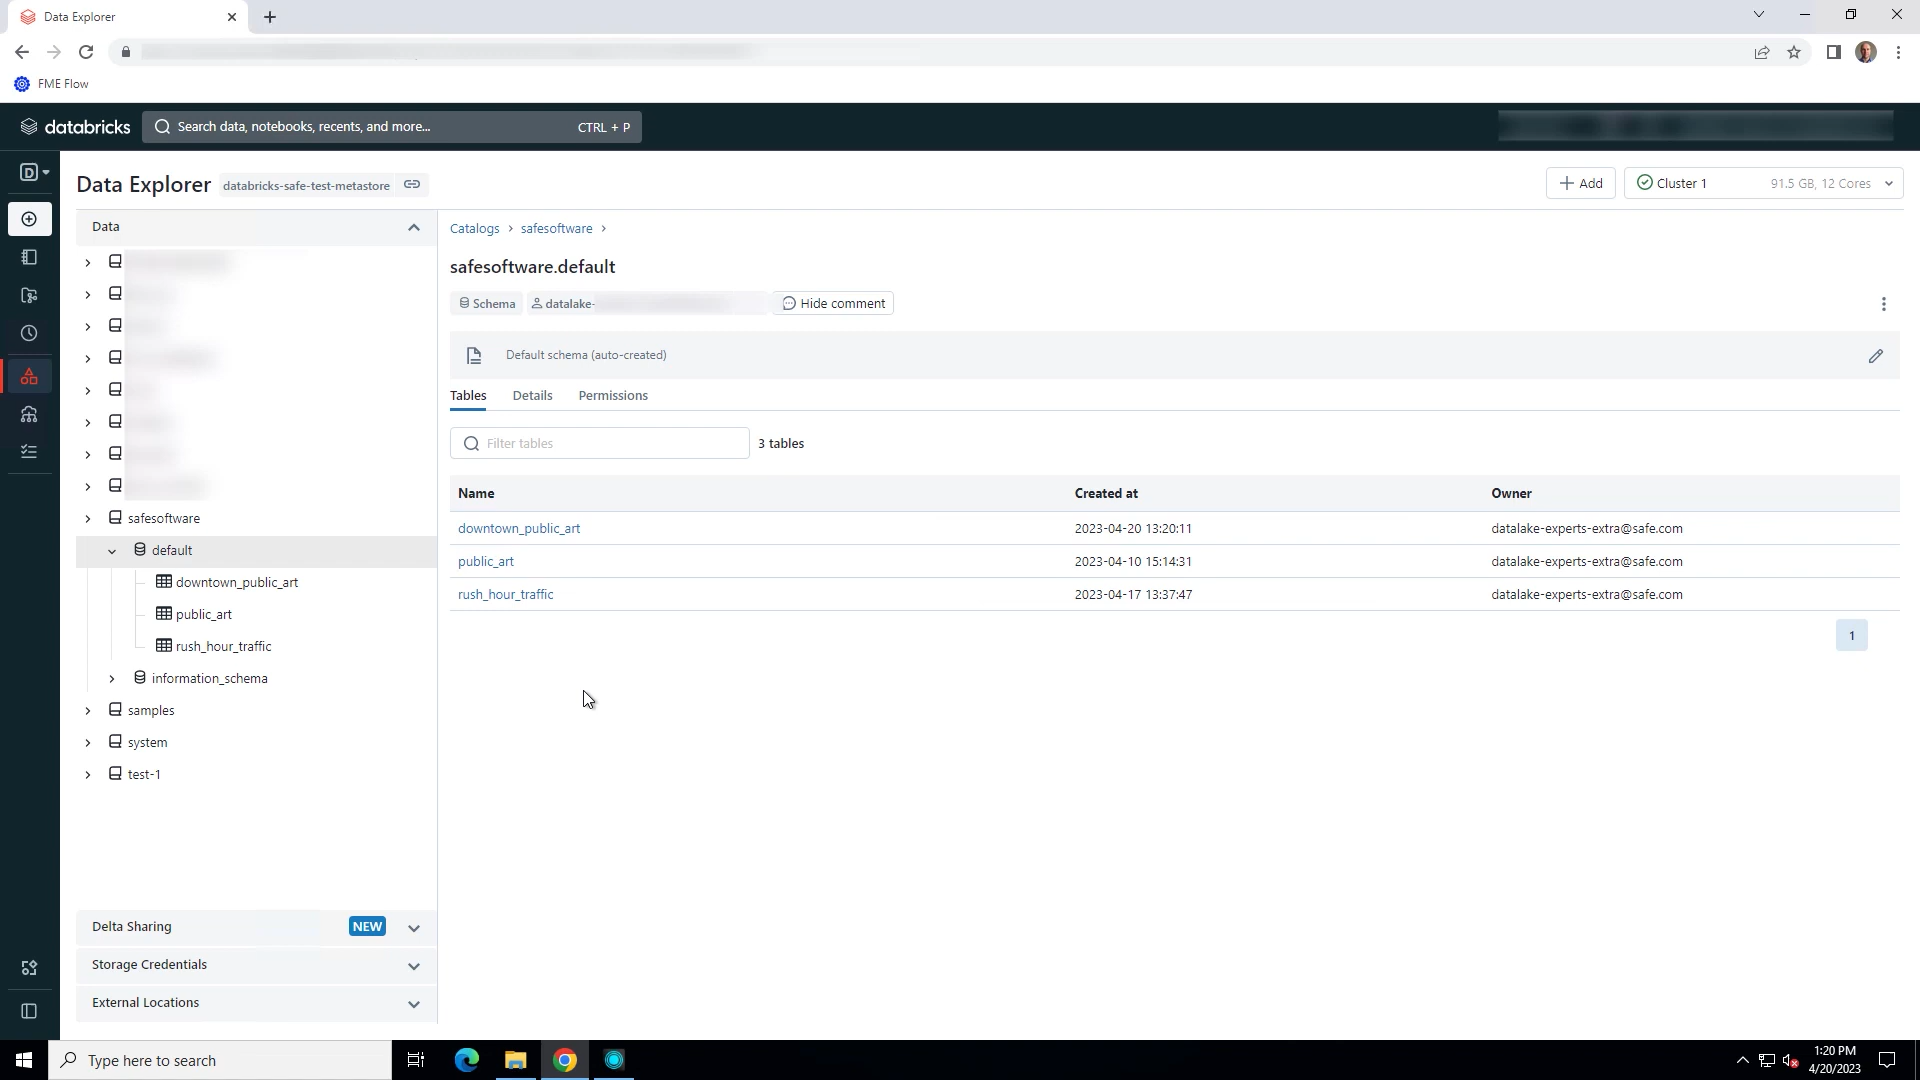 Data Explorer
FME Flow
databricks
Search data, notebooks, recents, and more...
CTRL + P
D
Data Explorer
databricks-safe-test-metastore
Add
Cluster 1
91.5 GB, 12 Cores
Data
safesoftware
default
downtown_public_art
public_art
rush_hour_traffic
information_schema
samples
system
test-1
Delta Sharing
NEW
Storage Credentials
External Locations
Catalogs › safesoftware ›
safesoftware.default
Schema
datalake-
Hide comment
Default schema (auto-created)
Tables Details Permissions
Filter tables
3 tables
Name Created at Owner
downtown_public_art 2023-04-20 13:20:11 datalake-experts-extra@safe.com
public_art 2023-04-10 15:14:31 datalake-experts-extra@safe.com
rush_hour_traffic 2023-04-17 13:37:47 datalake-experts-extra@safe.com
1
Type here to search
1:20 PM
4/20/2023